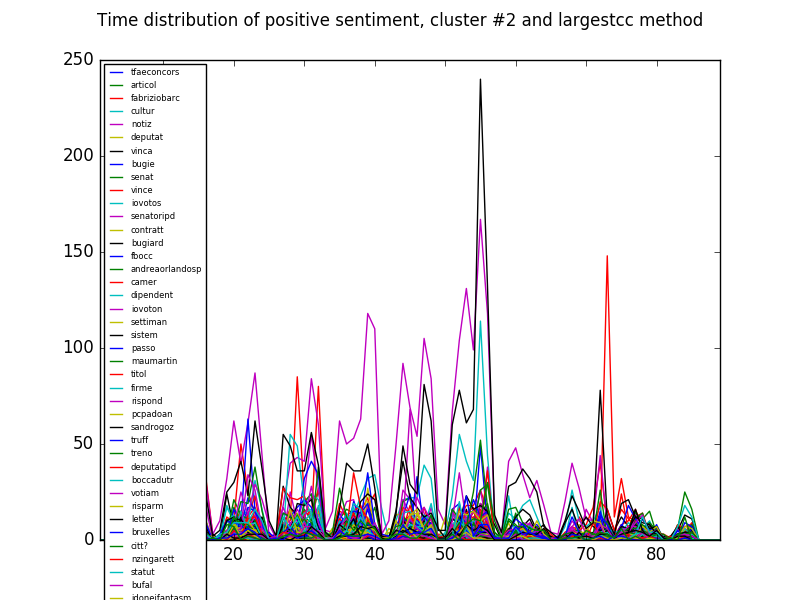 Time distribution of positive sentiment, cluster #2 and largestcc method
250
200
150
100
50
0
20
30
40
50
60
70
80
tfaeconcors
articol
fabriziobarc
cultur
notiz
deputat
vinca
bugie
senat
vince
iovotos
senatoripd
contratt
bugiard
fbocc
andreaorlandosp
camer
dipendent
iovoton
settiman
sistem
passo
maumartin
titol
firme
rispond
pcpadoan
sandrogoz
truff
treno
deputatipd
boccadutr
votiam
risparm
letter
bruxelles
citt?
nzingarett
statut
bufal
idoneifantasm